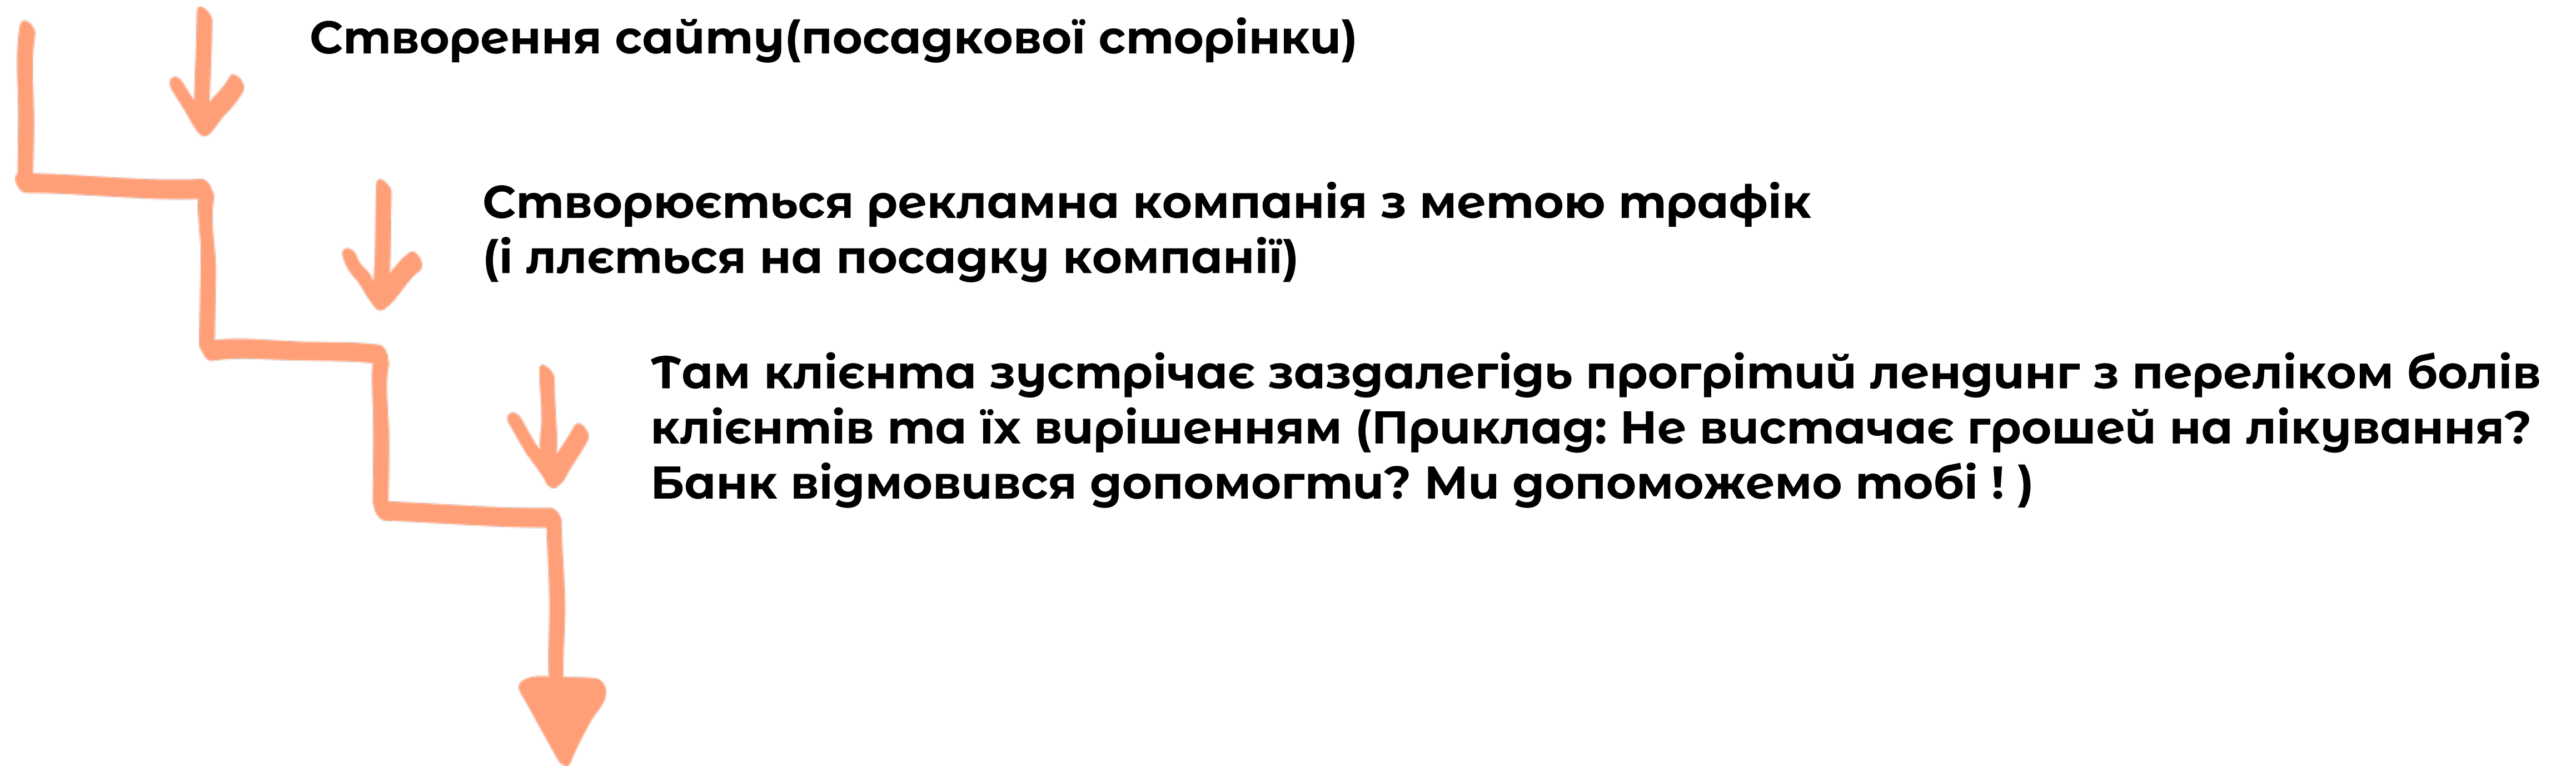 Створення сайту(посадкової сторінки)
Створюється рекламна компанія з метою трафік
(і ллється на посадку компанії)
Там клієнта зустрічає заздалегідь прогрітий лендинг з переліком болів
клієнтів та їх вирішенням (Приклад: Не вистачає грошей на лікування?
Банк відмовився допомогти? Ми допоможемо тобі ! )